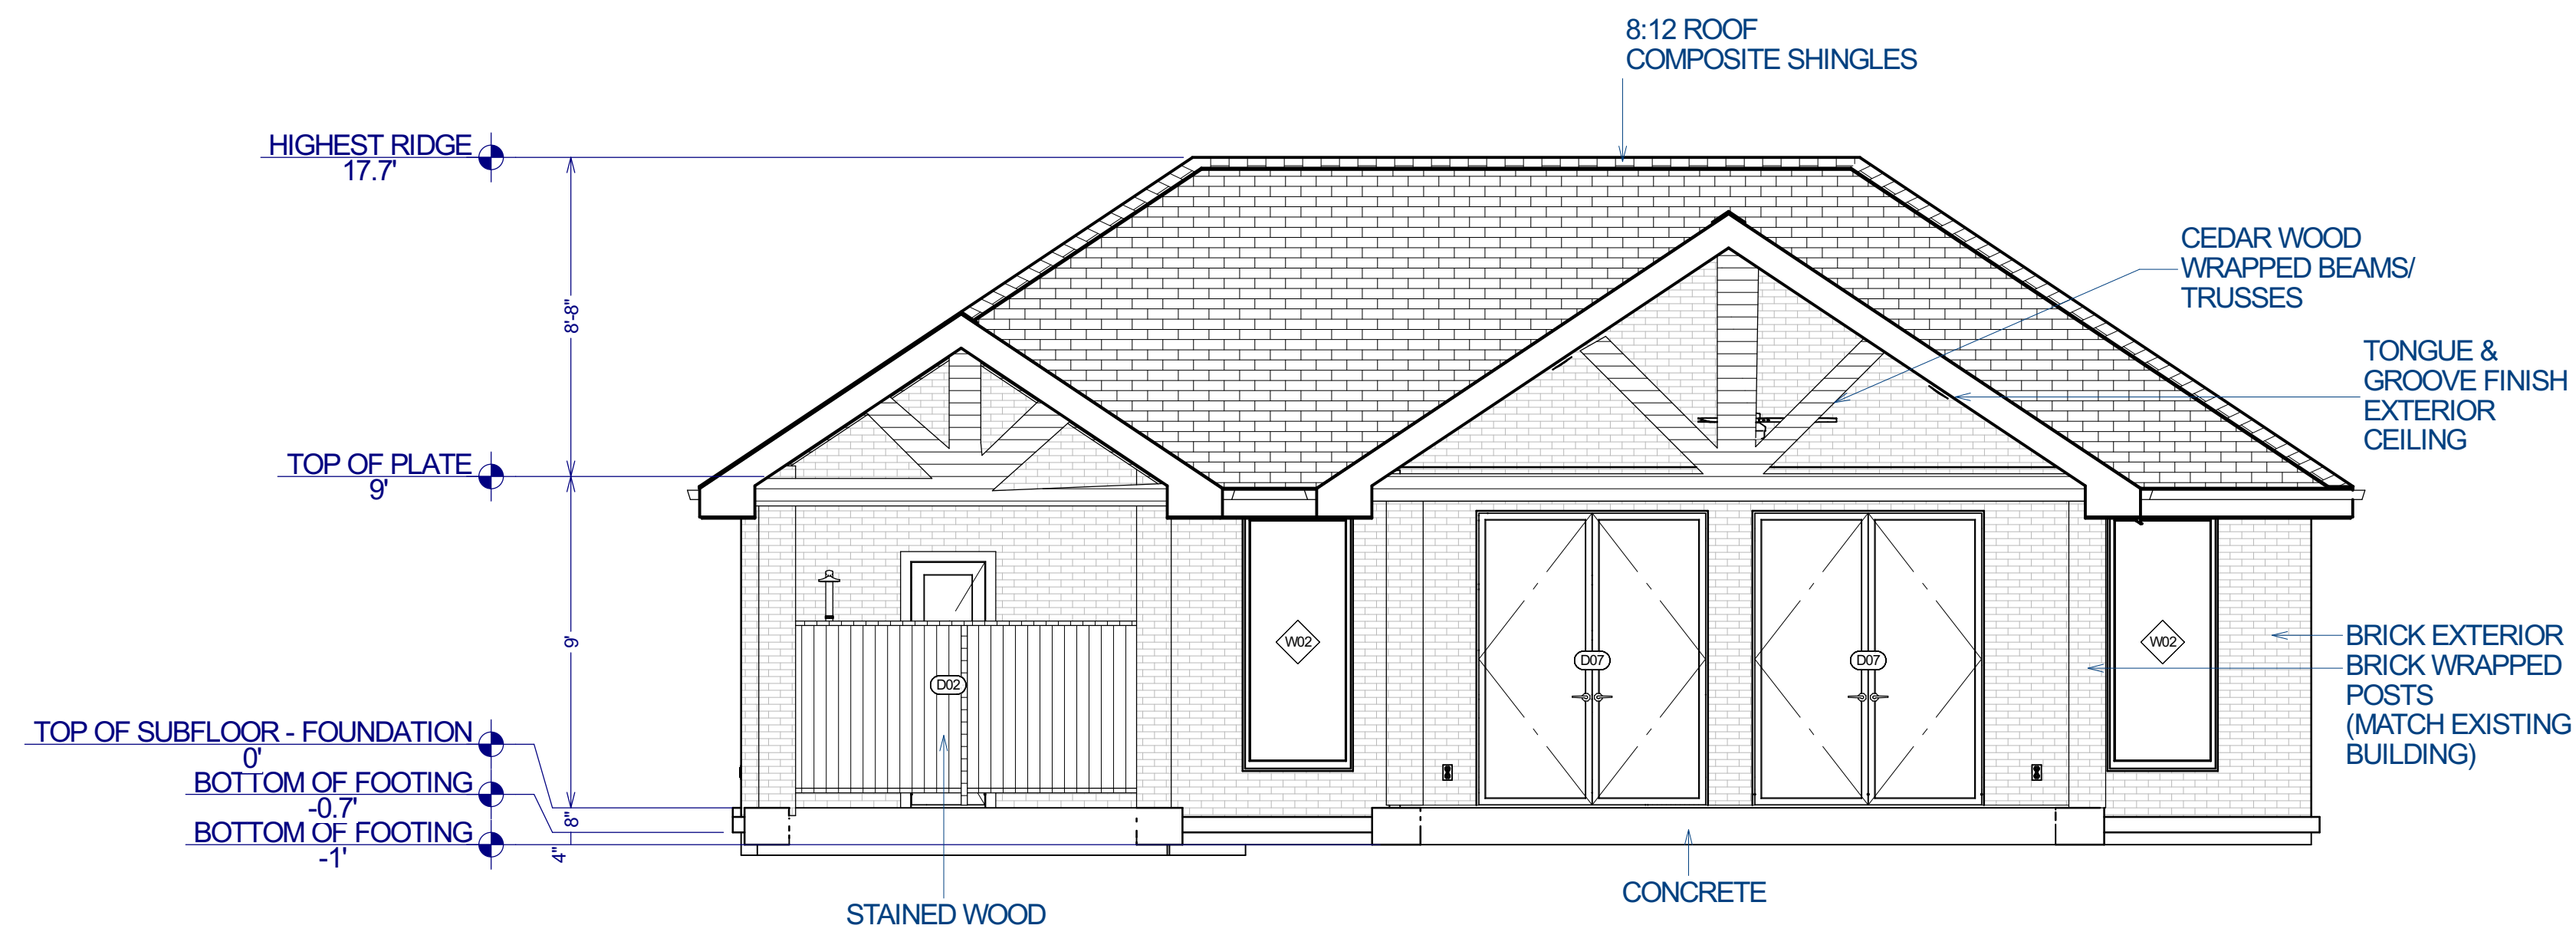 8:12 ROOF
COMPOSITE SHINGLES
HIGHEST RIDGE
17.7'
CEDAR WOOD
WRAPPED BEAMS/
TRUSSES
8'-8"
TONGUE &
GROOVE FINISH
EXTERIOR
CEILING
TOP OF PLATE
9'
9'
W02
W02
D07
D07
D02
BRICK EXTERIOR
BRICK WRAPPED
POSTS
(MATCH EXISTING
BUILDING)
TOP OF SUBFLOOR - FOUNDATION
0'
BOTTOM OF FOOTING
-0.7'
8"
BOTTOM OF FOOTING
-1'
4"
CONCRETE
STAINED WOOD